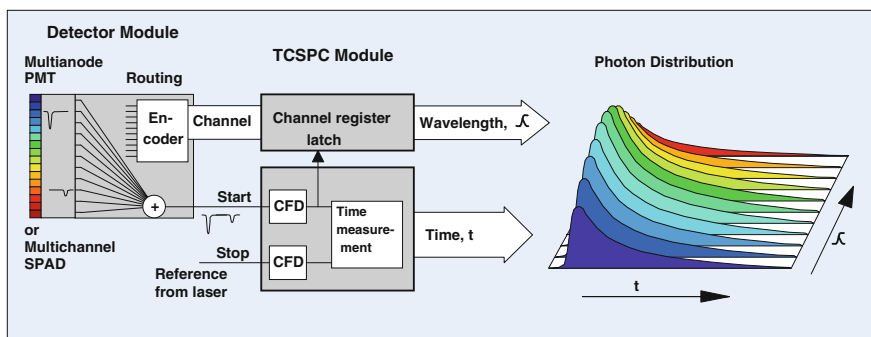 Detector Module
Multianode
PMT
Routing
En-
coder
Channel
TCSPC Module
Channel register
latch
Wavelength,
Photon Distribution
Start
CFD
Time
measure-
ment
Time, t
+
or
Multichannel
SPAD
Stop
CFD
Reference
from laser
t